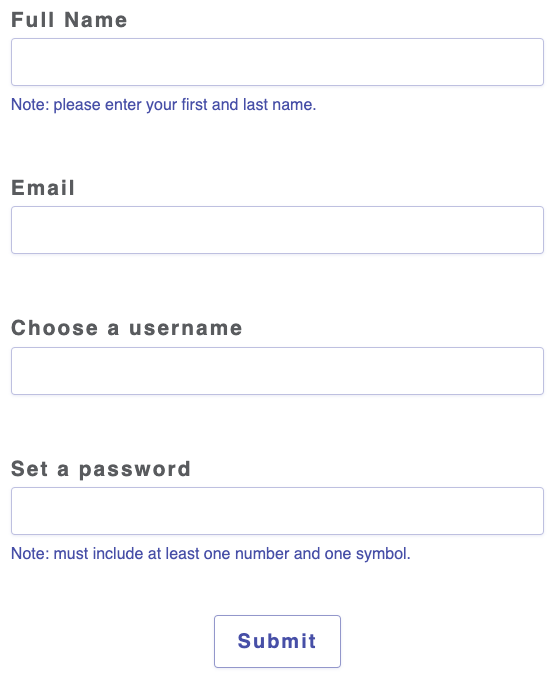 Full Name
Note: please enter your first and last name.
Email
Choose a username
Set a password
Note: must include at least one number and one symbol.
Submit